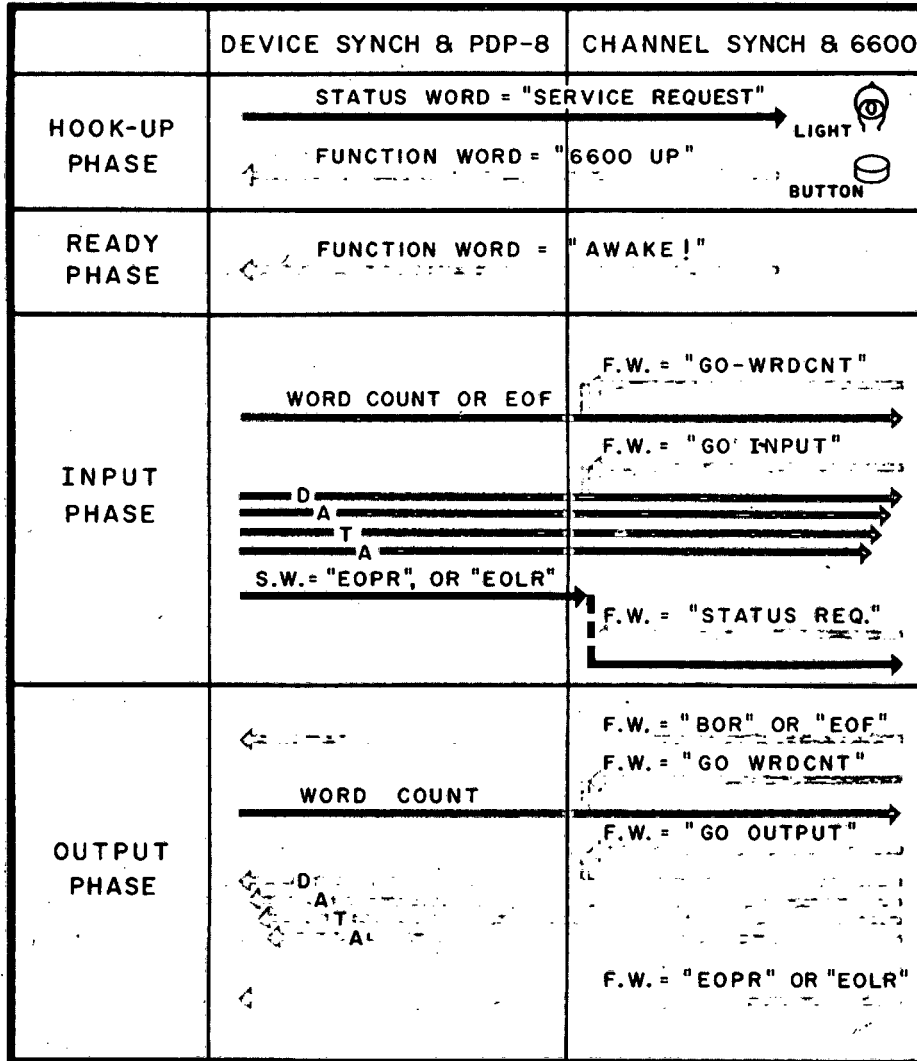 DEVICE SYNCH & PDP-8 CHANNEL SYNCH & 6600
HOOK-UP
PHASE
STATUS WORD = "SERVICE REQUEST"
LIGHT
FUNCTION WORD = "6600 UP"
BUTTON
READY
PHASE
FUNCTION WORD = "AWAKE!"
INPUT
PHASE
F.W. = "GO-WRDCNT"
WORD COUNT OR EOF
F.W. = "GO INPUT"
D
A
T
A
S.W. = "EOPR", OR "EOLR"
F.W. = "STATUS REQ."
OUTPUT
PHASE
F.W. = "BOR" OR "EOF"
F.W. = "GO WRDCNT"
WORD COUNT
F.W. = "GO OUTPUT"
D
A
T
A
F.W. = "EOPR" OR "EOLR"